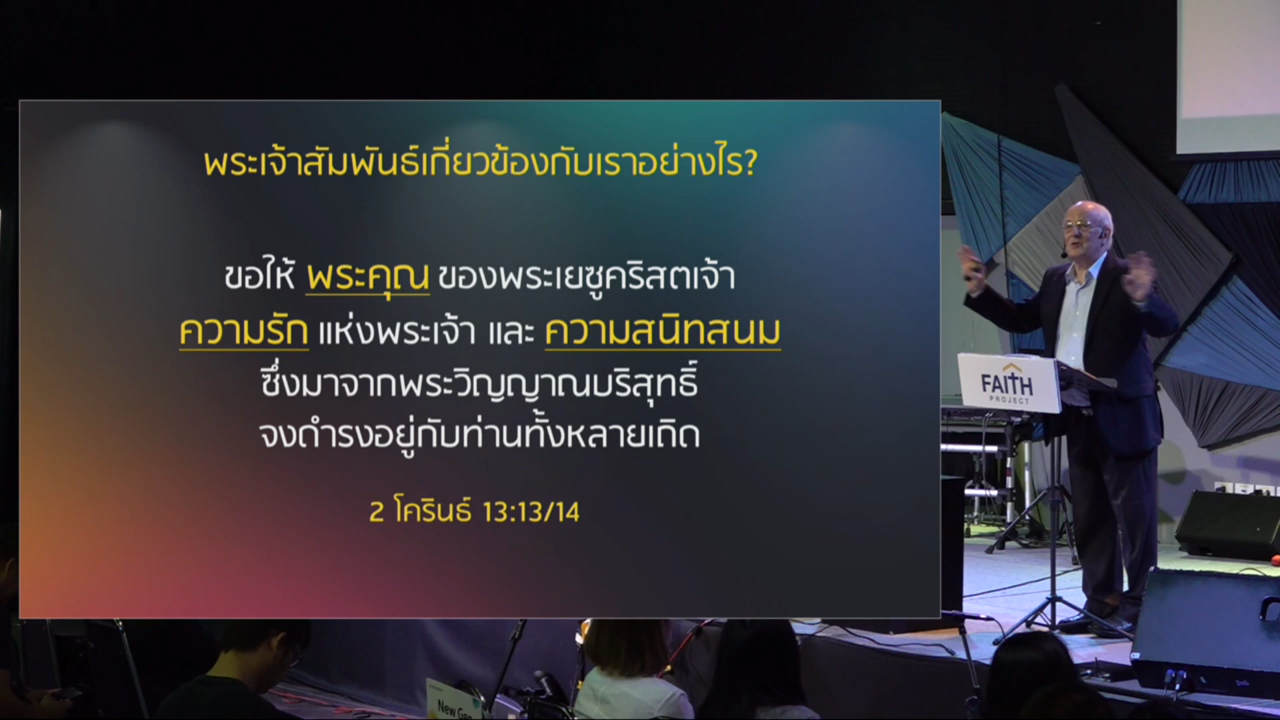 พระเจ้าสัมพันธ์เกี่ยวข้องกับเราอย่างไร?
ขอให้ พระคุณ ของพระเยซูคริสตเจ้า
ความรัก แห่งพระเจ้า และ ความสนิทสนม
ซึ่งมาจากพระวิญญาณบริสุทธิ์
จงดำรงอยู่กับท่านทั้งหลายเถิด
2 โครินธ์ 13:13/14
FAITH
PROJECT
New Gen